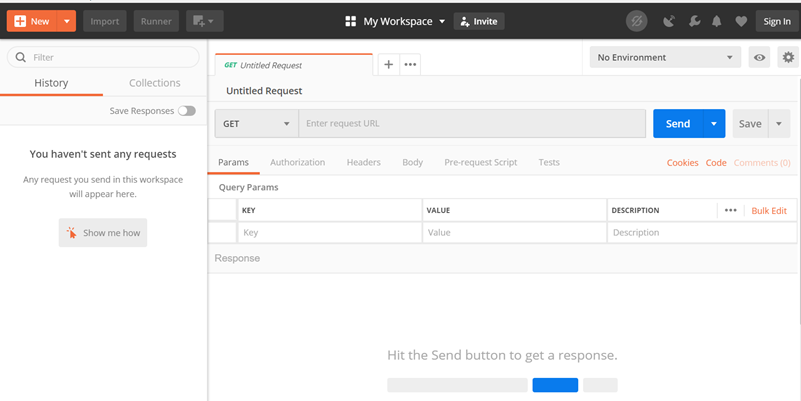 New
Import
Runner
My Workspace
Invite
Sign In
Filter
History
Collections
Save Responses
You haven't sent any requests
Any request you send in this workspace
will appear here.
Show me how
GET Untitled Request
No Environment
Untitled Request
GET
Enter request URL
Send
Save
Params
Authorization
Headers
Body
Pre-request Script
Tests
Cookies
Code
Comments (0)
Query Params
KEY
VALUE
DESCRIPTION
Bulk Edit
Key
Value
Description
Response
Hit the Send button to get a response.